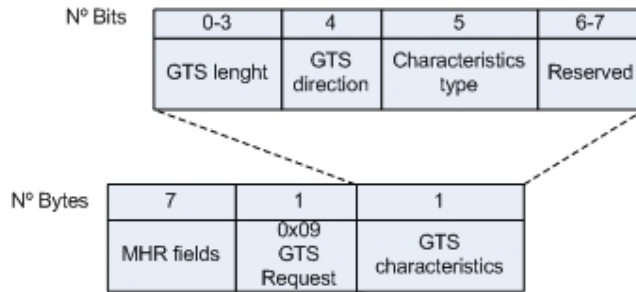 Nº Bits
0-3
4
5
6-7
GTS lenght
GTS
direction
Characteristics
type
Reserved
Nº Bytes
7
1
1
MHR fields
0x09
GTS
Request
GTS
characteristics